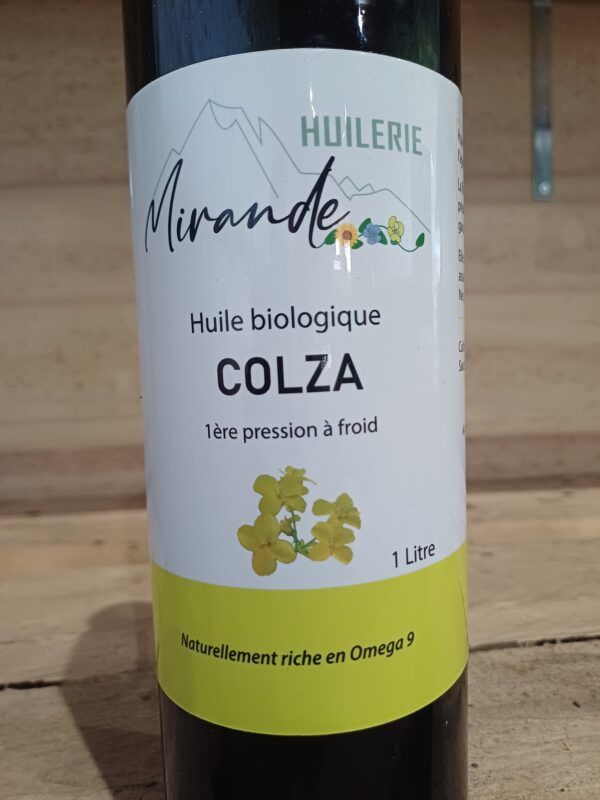 HUILERIE
Mirande
Huile biologique
COLZA
1ère pression à froid
1 Litre
Naturellement riche en Omega 9